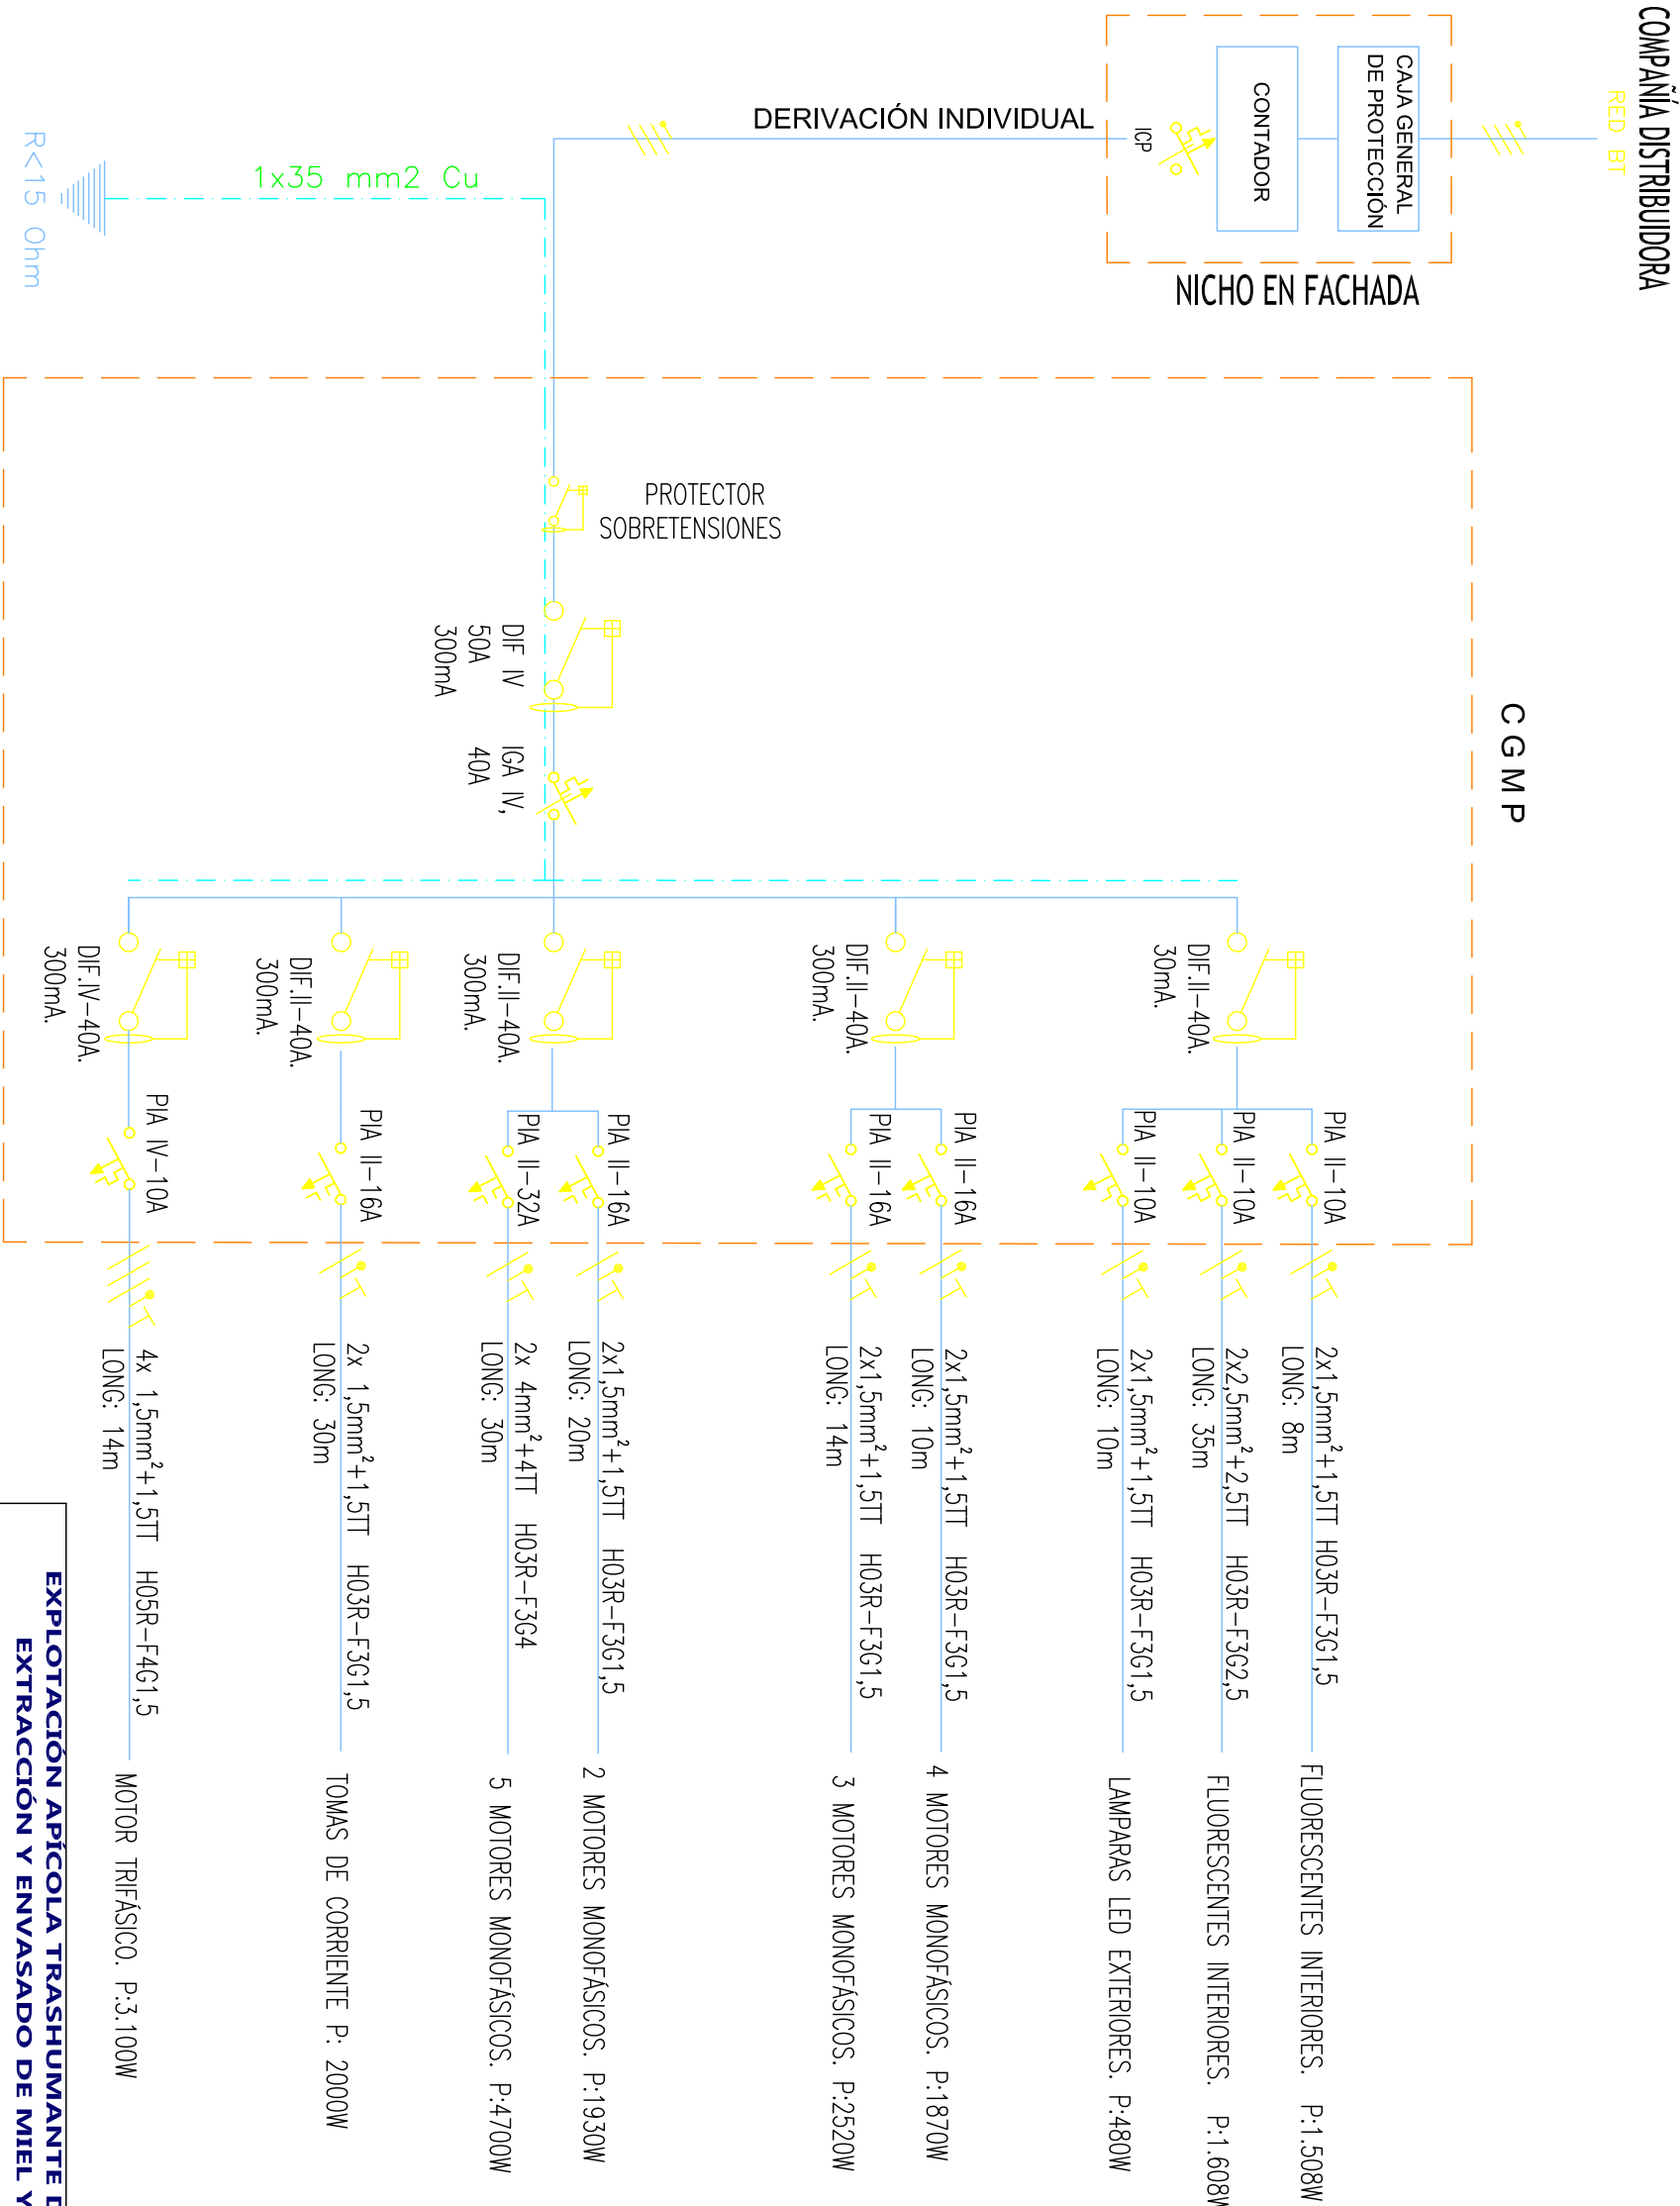 COMPAÑÍA DISTRIBUIDORA
RED BT
CAJA GENERAL
DE PROTECCIÓN
CONTADOR
ICP
NICHO EN FACHADA
DERIVACIÓN INDIVIDUAL
1x35 mm2 Cu
R<15 Ohm
C G M P
PROTECTOR
SOBRETENSIONES
DIF IV
50A
300mA
IGA IV,
40A
DIF.II-40A.
30mA.
PIA II-10A
2x1,5mm²+1,5TT H03R-F3G1,5
LONG: 8m
FLUORESCENTES INTERIORES. P:1.508W
PIA II-10A
2x2,5mm²+2,5TT H03R-F3G2,5
LONG: 35m
FLUORESCENTES INTERIORES. P:1.608W
PIA II-10A
2x1,5mm²+1,5TT H03R-F3G1,5
LONG: 10m
LAMPARAS LED EXTERIORES. P:480W
DIF.II-40A.
300mA.
PIA II-16A
2x1,5mm²+1,5TT H03R-F3G1,5
LONG: 10m
4 MOTORES MONOFÁSICOS. P:1870W
PIA II-16A
2x1,5mm²+1,5TT H03R-F3G1,5
LONG: 14m
3 MOTORES MONOFÁSICOS. P:2520W
DIF.II-40A.
300mA.
PIA II-16A
2x1,5mm²+1,5TT H03R-F3G1,5
LONG: 20m
2 MOTORES MONOFÁSICOS. P:1930W
PIA II-32A
2x 4mm²+4TT H03R-F3G4
LONG: 30m
5 MOTORES MONOFÁSICOS. P:4700W
DIF.II-40A.
300mA.
PIA II-16A
2x 1,5mm²+1,5TT H03R-F3G1,5
LONG: 30m
TOMAS DE CORRIENTE P: 2000W
DIF.IV-40A.
300mA.
PIA IV-10A
4x 1,5mm²+1,5TT H05R-F4G1,5
LONG: 14m
MOTOR TRIFÁSICO. P:3.100W
EXPLOTACIÓN APÍCOLA TRASHUMANTE
EXTRACCIÓN Y ENVASADO DE MIEL Y